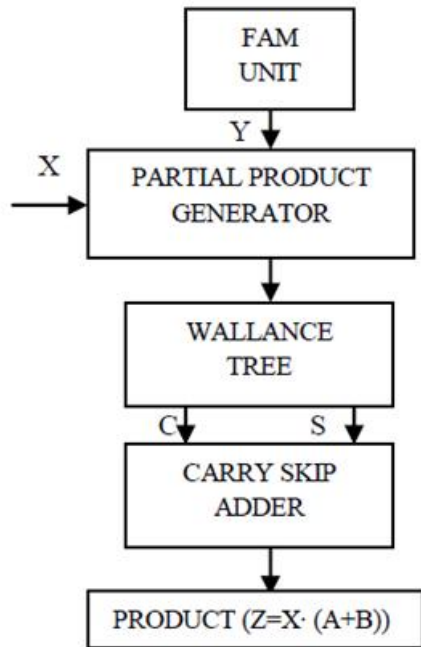 FAM
UNIT
Y
X
PARTIAL PRODUCT
GENERATOR
WALLANCE
TREE
C S
CARRY SKIP
ADDER
PRODUCT (Z=X· (A+B))